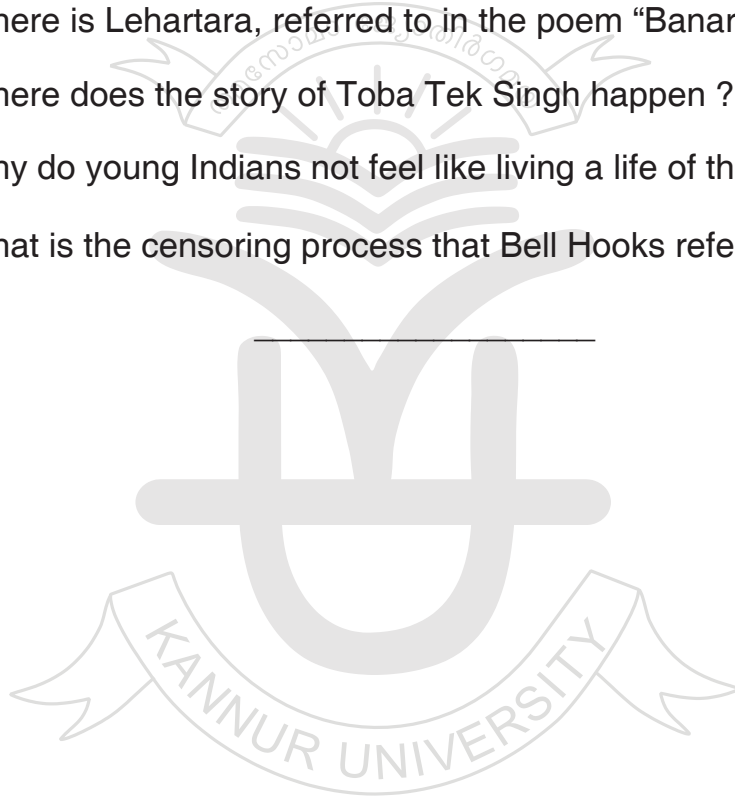 here is Lehartara, referred to in the poem “Banar
here does the story of Toba Tek Singh happen ?
hy do young Indians not feel like living a life of th
hat is the censoring process that Bell Hooks refe
KANNUR UNIVERSITY